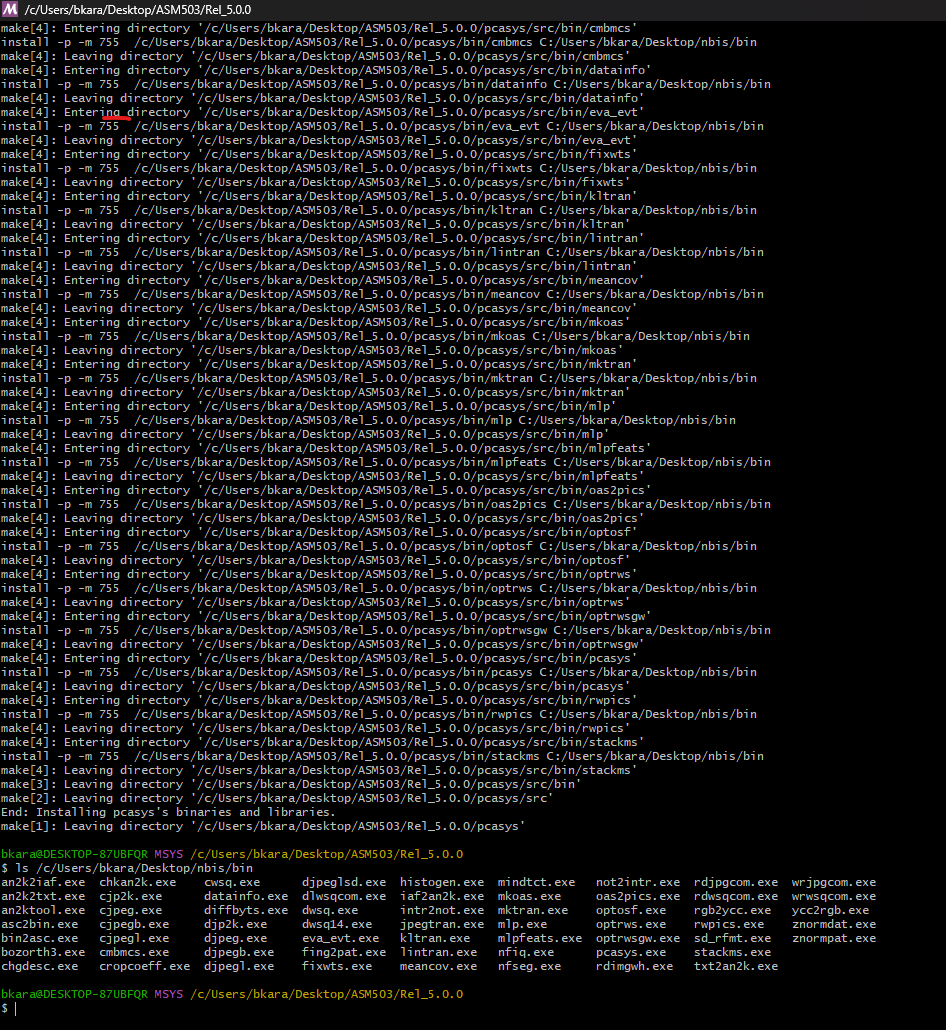 /c/Users/bkara/Desktop/ASM503/Rel_5.0.0
make[4]: Entering directory '/c/Users/bkara/Desktop/ASM503/Rel_5.0.0/pcasys/src/bin/cmbmcs'
install -p -m 755  /c/Users/bkara/Desktop/ASM503/Rel_5.0.0/pcasys/bin/cmbmcs C:/Users/bkara/Desktop/nbis/bin
make[4]: Leaving directory '/c/Users/bkara/Desktop/ASM503/Rel_5.0.0/pcasys/src/bin/cmbmcs'
make[4]: Entering directory '/c/Users/bkara/Desktop/ASM503/Rel_5.0.0/pcasys/src/bin/datainfo'
install -p -m 755  /c/Users/bkara/Desktop/ASM503/Rel_5.0.0/pcasys/bin/datainfo C:/Users/bkara/Desktop/nbis/bin
make[4]: Leaving directory '/c/Users/bkara/Desktop/ASM503/Rel_5.0.0/pcasys/src/bin/datainfo'
make[4]: Entering directory '/c/Users/bkara/Desktop/ASM503/Rel_5.0.0/pcasys/src/bin/eva_evt'
install -p -m 755  /c/Users/bkara/Desktop/ASM503/Rel_5.0.0/pcasys/bin/eva_evt C:/Users/bkara/Desktop/nbis/bin
make[4]: Leaving directory '/c/Users/bkara/Desktop/ASM503/Rel_5.0.0/pcasys/src/bin/eva_evt'
make[4]: Entering directory '/c/Users/bkara/Desktop/ASM503/Rel_5.0.0/pcasys/src/bin/fixwts'
install -p -m 755  /c/Users/bkara/Desktop/ASM503/Rel_5.0.0/pcasys/bin/fixwts C:/Users/bkara/Desktop/nbis/bin
make[4]: Leaving directory '/c/Users/bkara/Desktop/ASM503/Rel_5.0.0/pcasys/src/bin/fixwts'
make[4]: Entering directory '/c/Users/bkara/Desktop/ASM503/Rel_5.0.0/pcasys/src/bin/kltran'
install -p -m 755  /c/Users/bkara/Desktop/ASM503/Rel_5.0.0/pcasys/bin/kltran C:/Users/bkara/Desktop/nbis/bin
make[4]: Leaving directory '/c/Users/bkara/Desktop/ASM503/Rel_5.0.0/pcasys/src/bin/kltran'
make[4]: Entering directory '/c/Users/bkara/Desktop/ASM503/Rel_5.0.0/pcasys/src/bin/lintran'
install -p -m 755  /c/Users/bkara/Desktop/ASM503/Rel_5.0.0/pcasys/bin/lintran C:/Users/bkara/Desktop/nbis/bin
make[4]: Leaving directory '/c/Users/bkara/Desktop/ASM503/Rel_5.0.0/pcasys/src/bin/lintran'
make[4]: Entering directory '/c/Users/bkara/Desktop/ASM503/Rel_5.0.0/pcasys/src/bin/meancov'
install -p -m 755  /c/Users/bkara/Desktop/ASM503/Rel_5.0.0/pcasys/bin/meancov C:/Users/bkara/Desktop/nbis/bin
make[4]: Leaving directory '/c/Users/bkara/Desktop/ASM503/Rel_5.0.0/pcasys/src/bin/meancov'
make[4]: Entering directory '/c/Users/bkara/Desktop/ASM503/Rel_5.0.0/pcasys/src/bin/mkoas'
install -p -m 755  /c/Users/bkara/Desktop/ASM503/Rel_5.0.0/pcasys/bin/mkoas C:/Users/bkara/Desktop/nbis/bin
make[4]: Leaving directory '/c/Users/bkara/Desktop/ASM503/Rel_5.0.0/pcasys/src/bin/mkoas'
make[4]: Entering directory '/c/Users/bkara/Desktop/ASM503/Rel_5.0.0/pcasys/src/bin/mktran'
install -p -m 755  /c/Users/bkara/Desktop/ASM503/Rel_5.0.0/pcasys/bin/mktran C:/Users/bkara/Desktop/nbis/bin
make[4]: Leaving directory '/c/Users/bkara/Desktop/ASM503/Rel_5.0.0/pcasys/src/bin/mktran'
make[4]: Entering directory '/c/Users/bkara/Desktop/ASM503/Rel_5.0.0/pcasys/src/bin/mlp'
install -p -m 755  /c/Users/bkara/Desktop/ASM503/Rel_5.0.0/pcasys/bin/mlp C:/Users/bkara/Desktop/nbis/bin
make[4]: Leaving directory '/c/Users/bkara/Desktop/ASM503/Rel_5.0.0/pcasys/src/bin/mlp'
make[4]: Entering directory '/c/Users/bkara/Desktop/ASM503/Rel_5.0.0/pcasys/src/bin/mlpfeats'
install -p -m 755  /c/Users/bkara/Desktop/ASM503/Rel_5.0.0/pcasys/bin/mlpfeats C:/Users/bkara/Desktop/nbis/bin
make[4]: Leaving directory '/c/Users/bkara/Desktop/ASM503/Rel_5.0.0/pcasys/src/bin/mlpfeats'
make[4]: Entering directory '/c/Users/bkara/Desktop/ASM503/Rel_5.0.0/pcasys/src/bin/oas2pics'
install -p -m 755  /c/Users/bkara/Desktop/ASM503/Rel_5.0.0/pcasys/bin/oas2pics C:/Users/bkara/Desktop/nbis/bin
make[4]: Leaving directory '/c/Users/bkara/Desktop/ASM503/Rel_5.0.0/pcasys/src/bin/oas2pics'
make[4]: Entering directory '/c/Users/bkara/Desktop/ASM503/Rel_5.0.0/pcasys/src/bin/optosf'
install -p -m 755  /c/Users/bkara/Desktop/ASM503/Rel_5.0.0/pcasys/bin/optosf C:/Users/bkara/Desktop/nbis/bin
make[4]: Leaving directory '/c/Users/bkara/Desktop/ASM503/Rel_5.0.0/pcasys/src/bin/optosf'
make[4]: Entering directory '/c/Users/bkara/Desktop/ASM503/Rel_5.0.0/pcasys/src/bin/optrws'
install -p -m 755  /c/Users/bkara/Desktop/ASM503/Rel_5.0.0/pcasys/bin/optrws C:/Users/bkara/Desktop/nbis/bin
make[4]: Leaving directory '/c/Users/bkara/Desktop/ASM503/Rel_5.0.0/pcasys/src/bin/optrws'
make[4]: Entering directory '/c/Users/bkara/Desktop/ASM503/Rel_5.0.0/pcasys/src/bin/optrwsgw'
install -p -m 755  /c/Users/bkara/Desktop/ASM503/Rel_5.0.0/pcasys/bin/optrwsgw C:/Users/bkara/Desktop/nbis/bin
make[4]: Leaving directory '/c/Users/bkara/Desktop/ASM503/Rel_5.0.0/pcasys/src/bin/optrwsgw'
make[4]: Entering directory '/c/Users/bkara/Desktop/ASM503/Rel_5.0.0/pcasys/src/bin/pcasys'
install -p -m 755  /c/Users/bkara/Desktop/ASM503/Rel_5.0.0/pcasys/bin/pcasys C:/Users/bkara/Desktop/nbis/bin
make[4]: Leaving directory '/c/Users/bkara/Desktop/ASM503/Rel_5.0.0/pcasys/src/bin/pcasys'
make[4]: Entering directory '/c/Users/bkara/Desktop/ASM503/Rel_5.0.0/pcasys/src/bin/rwpics'
install -p -m 755  /c/Users/bkara/Desktop/ASM503/Rel_5.0.0/pcasys/bin/rwpics C:/Users/bkara/Desktop/nbis/bin
make[4]: Leaving directory '/c/Users/bkara/Desktop/ASM503/Rel_5.0.0/pcasys/src/bin/rwpics'
make[4]: Entering directory '/c/Users/bkara/Desktop/ASM503/Rel_5.0.0/pcasys/src/bin/stackms'
install -p -m 755  /c/Users/bkara/Desktop/ASM503/Rel_5.0.0/pcasys/bin/stackms C:/Users/bkara/Desktop/nbis/bin
make[4]: Leaving directory '/c/Users/bkara/Desktop/ASM503/Rel_5.0.0/pcasys/src/bin/stackms'
make[3]: Leaving directory '/c/Users/bkara/Desktop/ASM503/Rel_5.0.0/pcasys/src/bin'
make[2]: Leaving directory '/c/Users/bkara/Desktop/ASM503/Rel_5.0.0/pcasys/src'
End: Installing pcasys's binaries and libraries.
make[1]: Leaving directory '/c/Users/bkara/Desktop/ASM503/Rel_5.0.0/pcasys'
bkara@DESKTOP-87UBFQR MSYS /c/Users/bkara/Desktop/ASM503/Rel_5.0.0
$ ls /c/Users/bkara/Desktop/nbis/bin
an2k2iaf.exe  chkan2k.exe    cwsq.exe      djpeglsd.exe  histogen.exe  mindtct.exe   not2intr.exe  rdjpgcom.exe  wrjpgcom.exe
an2k2txt.exe  cjp2k.exe      datainfo.exe  dlwsqcom.exe  iaf2an2k.exe  mkoas.exe     oas2pics.exe  rdwsqcom.exe  wrwsqcom.exe
an2ktool.exe  cjpeg.exe      diffbyts.exe  dwsq.exe      intr2not.exe  mktran.exe    optosf.exe    rgb2ycc.exe   ycc2rgb.exe
asc2bin.exe   cjpegb.exe     djp2k.exe     dwsq14.exe    jpegtran.exe  mlp.exe       optrws.exe    rwpics.exe    znormdat.exe
bin2asc.exe   cjpegl.exe     djpeg.exe     eva_evt.exe   kltran.exe    mlpfeats.exe  optrwsgw.exe  sd_rfmt.exe   znormpat.exe
bozorth3.exe  cmbmcs.exe     djpegb.exe    fing2pat.exe  lintran.exe   nfiq.exe      pcasys.exe    stackms.exe
chgdesc.exe   cropcoeff.exe  djpegl.exe    fixwts.exe    meancov.exe   nfseg.exe     rdimgwh.exe   txt2an2k.exe
bkara@DESKTOP-87UBFQR MSYS /c/Users/bkara/Desktop/ASM503/Rel_5.0.0
$